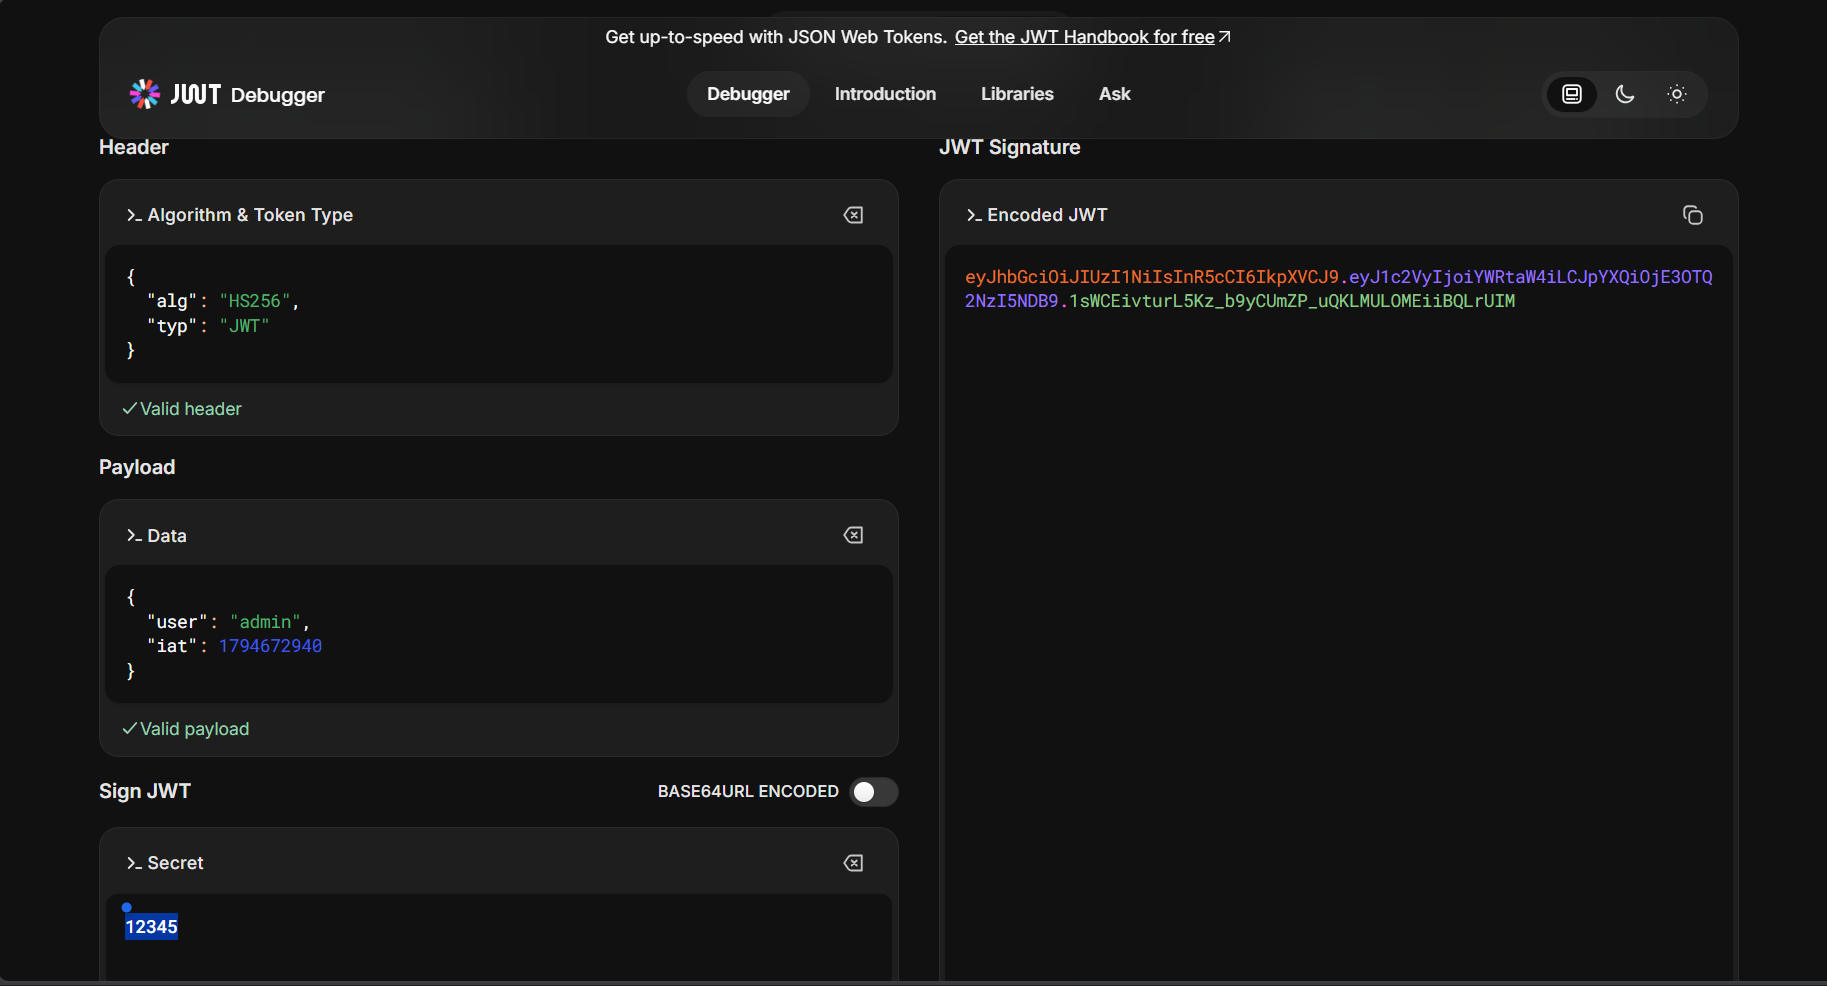 Get up-to-speed with JSON Web Tokens. Get the JWT Handbook for free
JWT Debugger
Debugger Introduction Libraries Ask
Header
>_ Algorithm & Token Type
{
"alg": "HS256",
"typ": "JWT"
}
Valid header
Payload
>_ Data
{
"user": "admin",
"iat": 1794672940
}
Valid payload
Sign JWT
BASE64URL ENCODED
>_ Secret
12345
JWT Signature
>_ Encoded JWT
eyJhbGciOiJIUzI1NiIsInR5cCI6IkpXVCJ9.eyJ1c2VyIjoiYWRtaW4iLCJpYXQiOjE3OTQ
2NzI5NDB9.1sWCEivturL5Kz_b9yCUmZP_uQKLMULOMEiiBQLrUIM